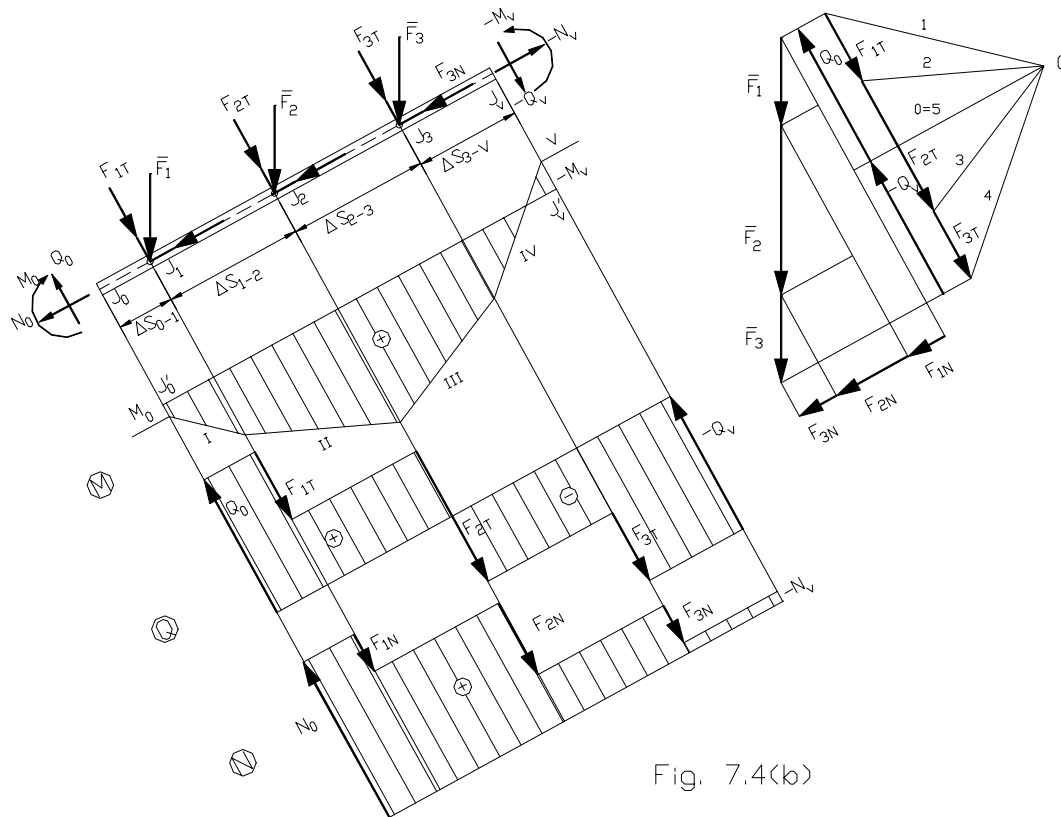 -Mv
-Nv
F3T
F̅3
F3N
-Qv
Jv
F2T
F̅2
J3
ΔS3-V
V
-Mv
J'v
F1T
F̅1
J2
ΔS2-3
J1
ΔS1-2
M0
Q0
N0
J0
ΔS0-1
IV
+
III
J'0
M0
I
II
M
F1T
Q0
+
F2T
-
F3T
-Qv
Q
F1N
F2N
F3N
-Nv
+
N0
N
1
F1T
2
Q0
F̅1
0=5
F2T
-Qv
3
4
F̅2
F3T
F̅3
F1N
F2N
F3N
Fig. 7.4(b)